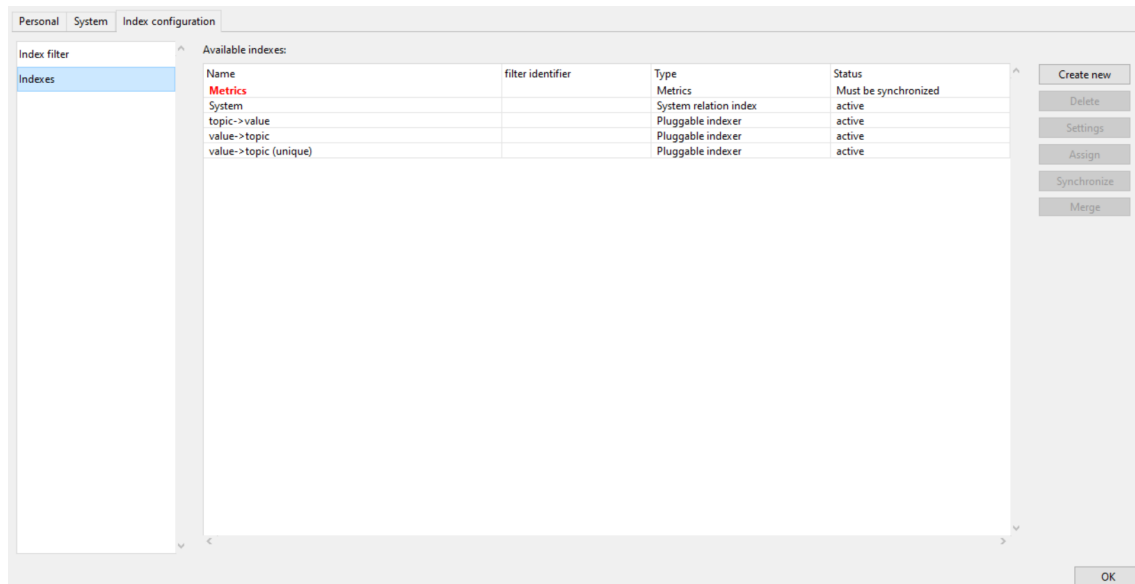 Personal System Index configuration
Index filter
Indexes
Available indexes:
Name filter identifier Type Status
Metrics Metrics Must be synchronized
System System relation index active
topic->value Pluggable indexer active
value->topic Pluggable indexer active
value->topic (unique) Pluggable indexer active
Create new
Delete
Settings
Assign
Synchronize
Merge
OK